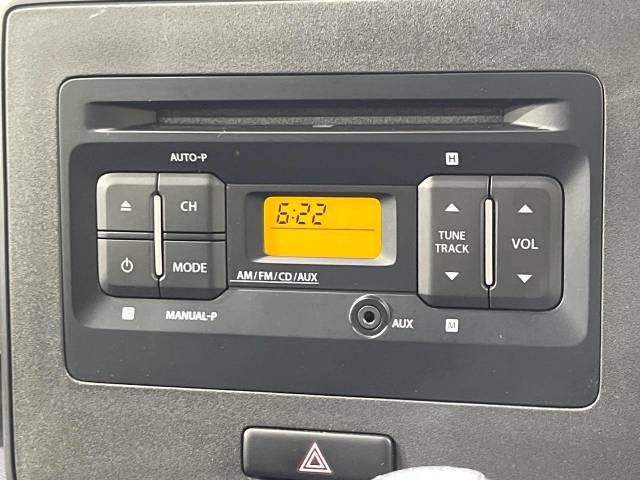 AUTO-P
H
CH
6:22
TUNE
TRACK
VOL
MODE
AM/FM/CD/AUX
MANUAL-P
AUX
M